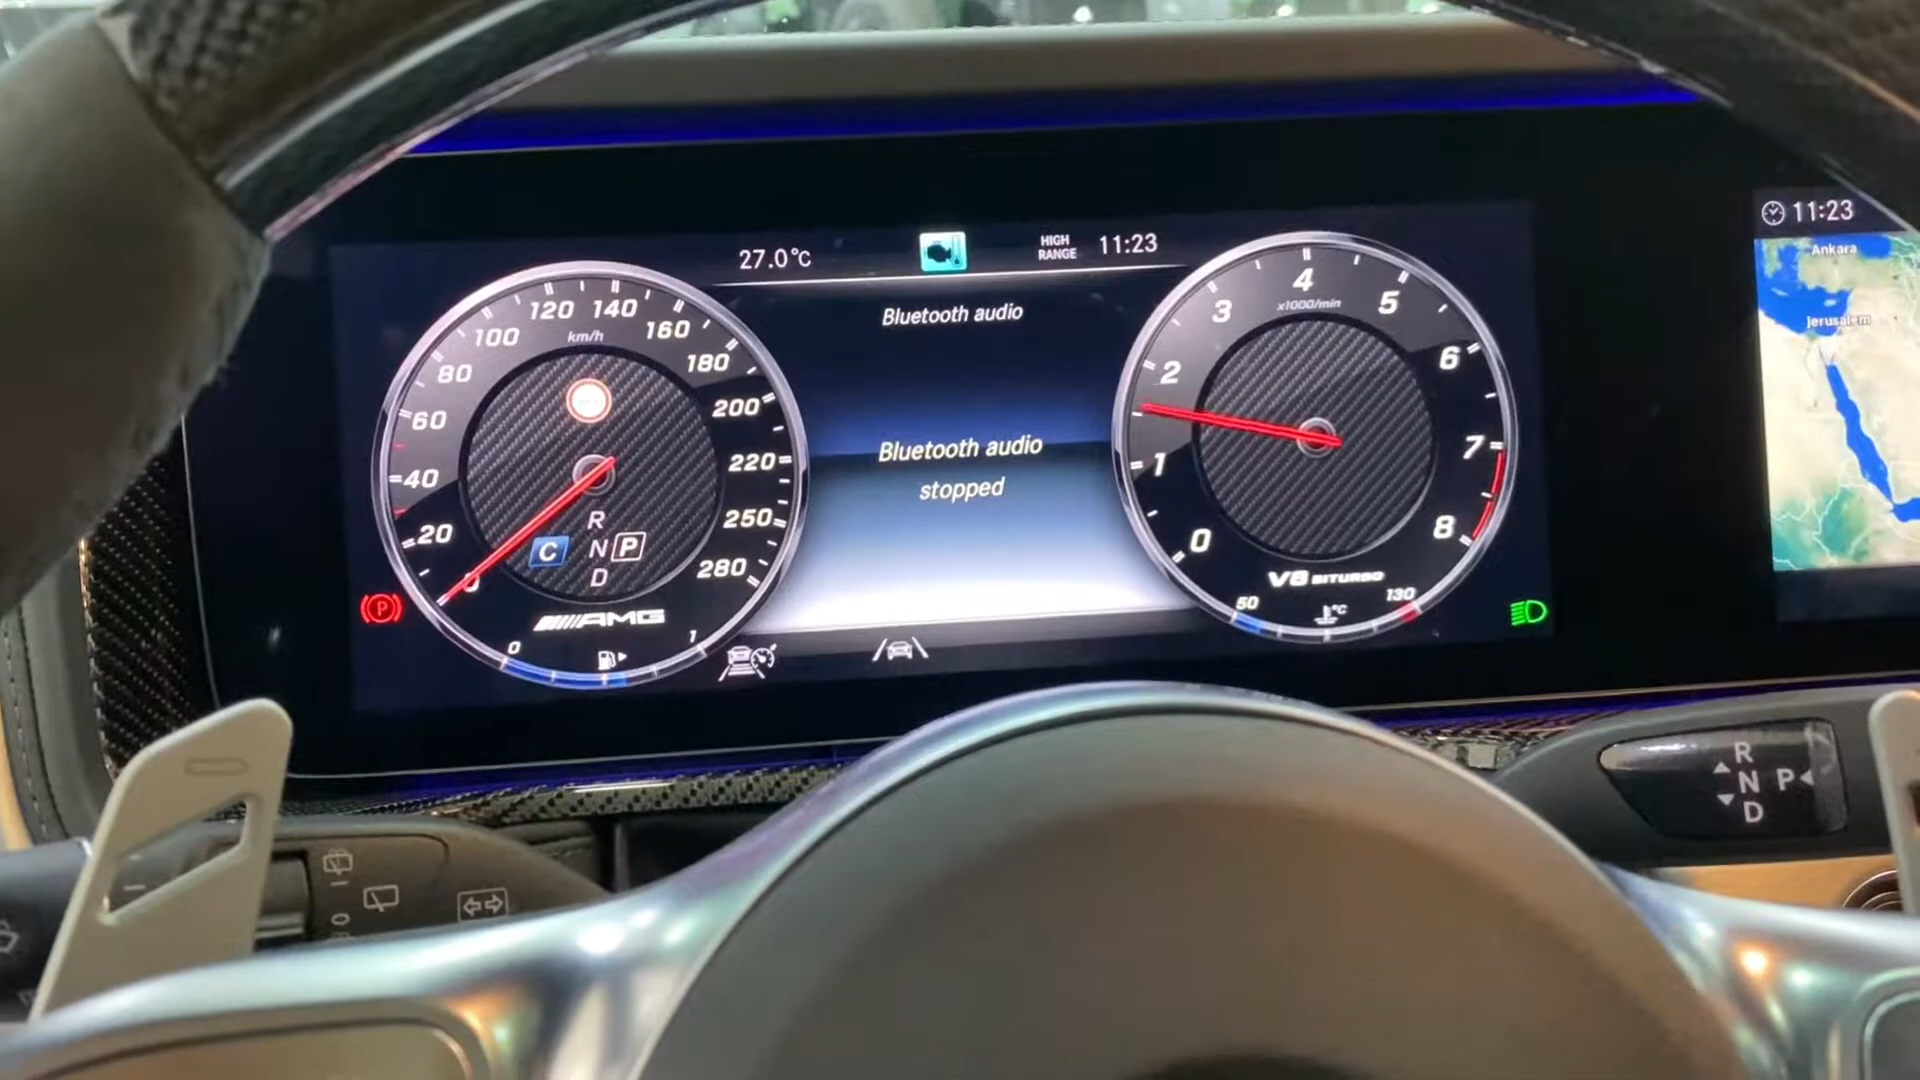 27.0°C
HIGH
RANGE
11:23
Bluetooth audio
Bluetooth audio
stopped
0
20
40
60
80
100
120
140
160
180
200
220
250
280
km/h
R
C
N
P
D
AMG
0
1
P
0
1
2
3
4
5
6
7
8
x1000/min
V8 BITURBO
50
°C
130
11:23
Ankara
Jerusalem
R
N
P
D